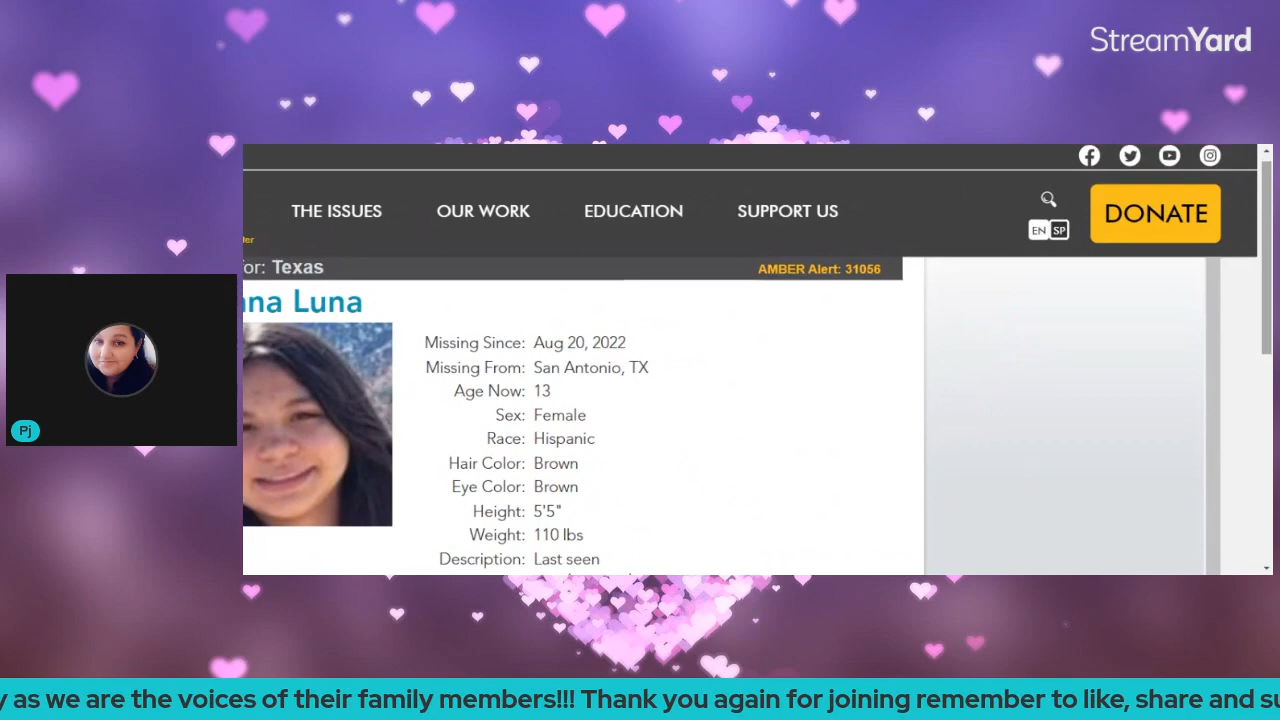 StreamYard
THE ISSUES OUR WORK EDUCATION SUPPORT US
EN SP
DONATE
for: Texas AMBER Alert: 31056
na Luna
Missing Since: Aug 20, 2022
Missing From: San Antonio, TX
Age Now: 13
Sex: Female
Race: Hispanic
Hair Color: Brown
Eye Color: Brown
Height: 5'5"
Weight: 110 lbs
Description: Last seen
Pj
y as we are the voices of their family members!!! Thank you again for joining remember to like, share and su